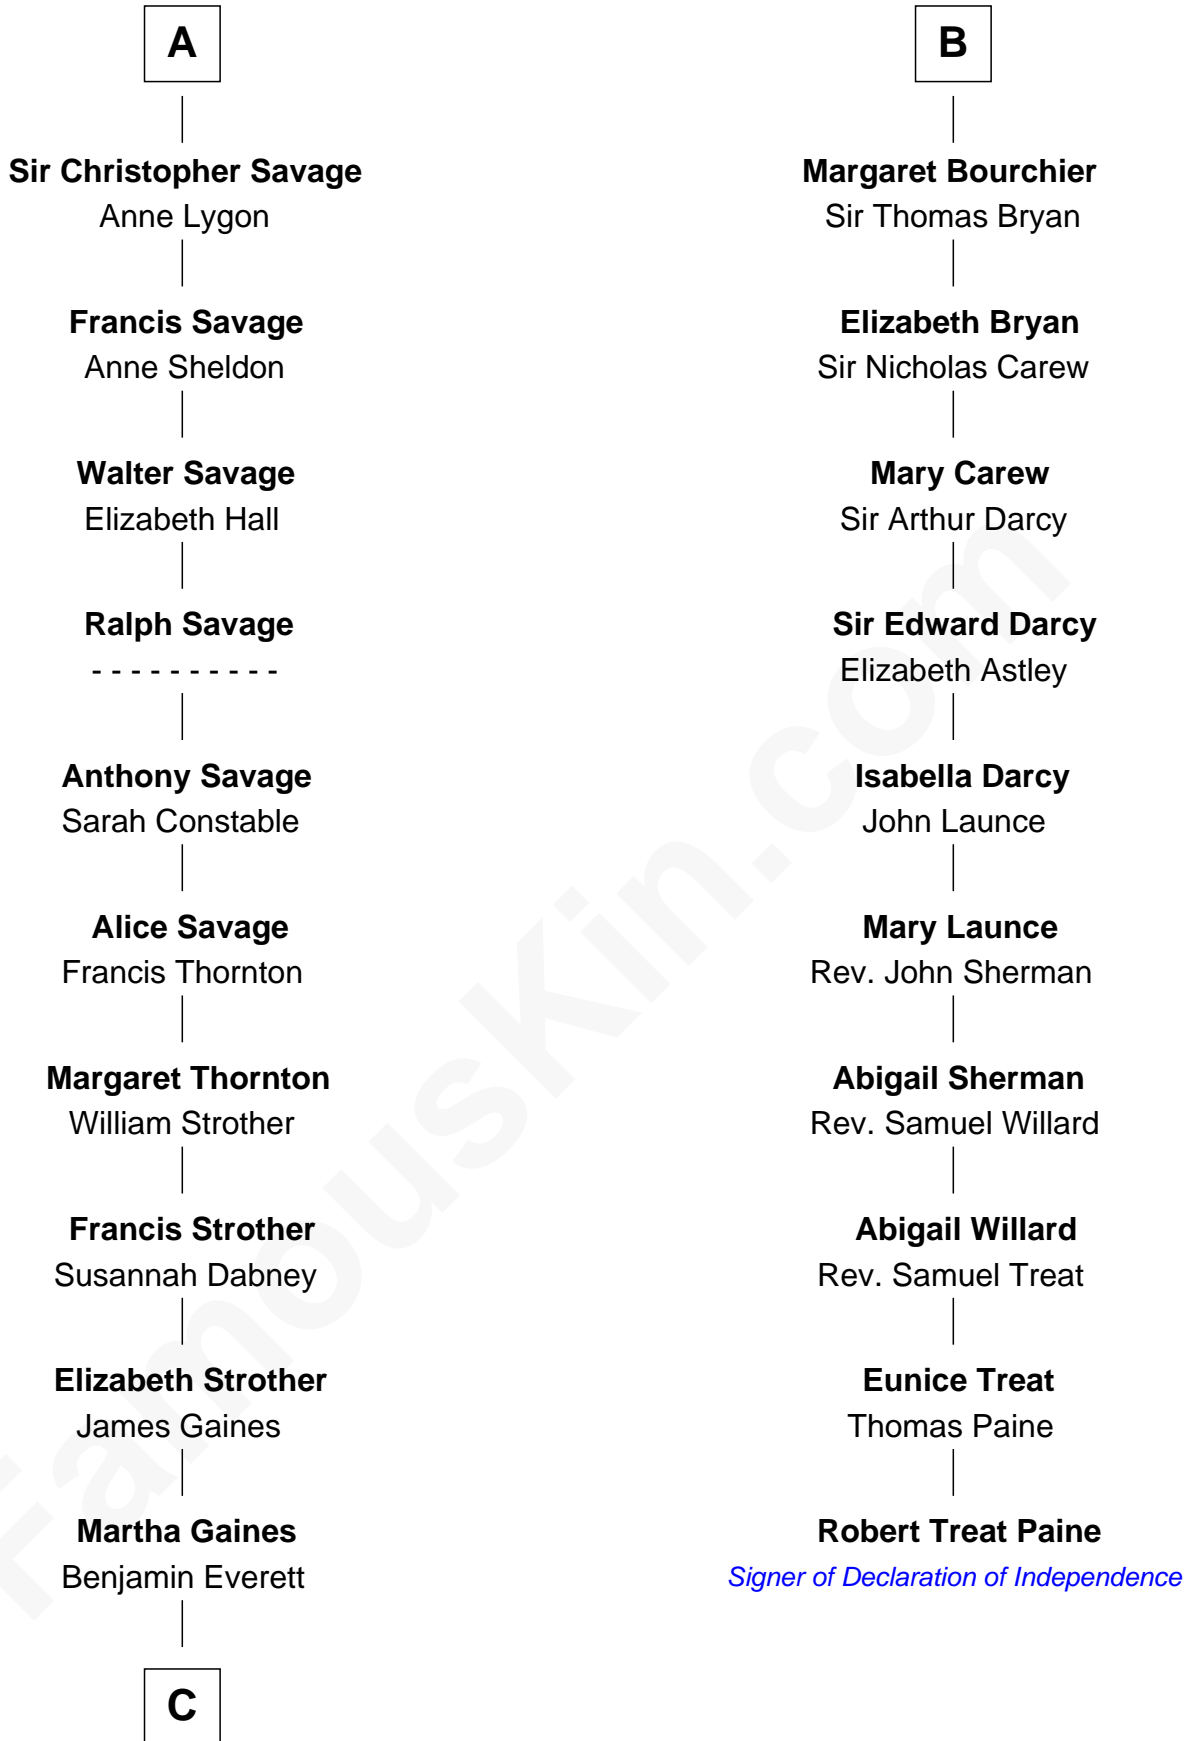 A
Sir Christopher Savage
Anne Lygon
Francis Savage
Anne Sheldon
Walter Savage
Elizabeth Hall
Ralph Savage
- - - - - - - - - -
Anthony Savage
Sarah Constable
Alice Savage
Francis Thornton
Margaret Thornton
William Strother
Francis Strother
Susannah Dabney
Elizabeth Strother
James Gaines
Martha Gaines
Benjamin Everett
C
B
Margaret Bourchier
Sir Thomas Bryan
Elizabeth Bryan
Sir Nicholas Carew
Mary Carew
Sir Arthur Darcy
Sir Edward Darcy
Elizabeth Astley
Isabella Darcy
John Launce
Mary Launce
Rev. John Sherman
Abigail Sherman
Rev. Samuel Willard
Abigail Willard
Rev. Samuel Treat
Eunice Treat
Thomas Paine
Robert Treat Paine
Signer of Declaration of Independence
FamousKin.com